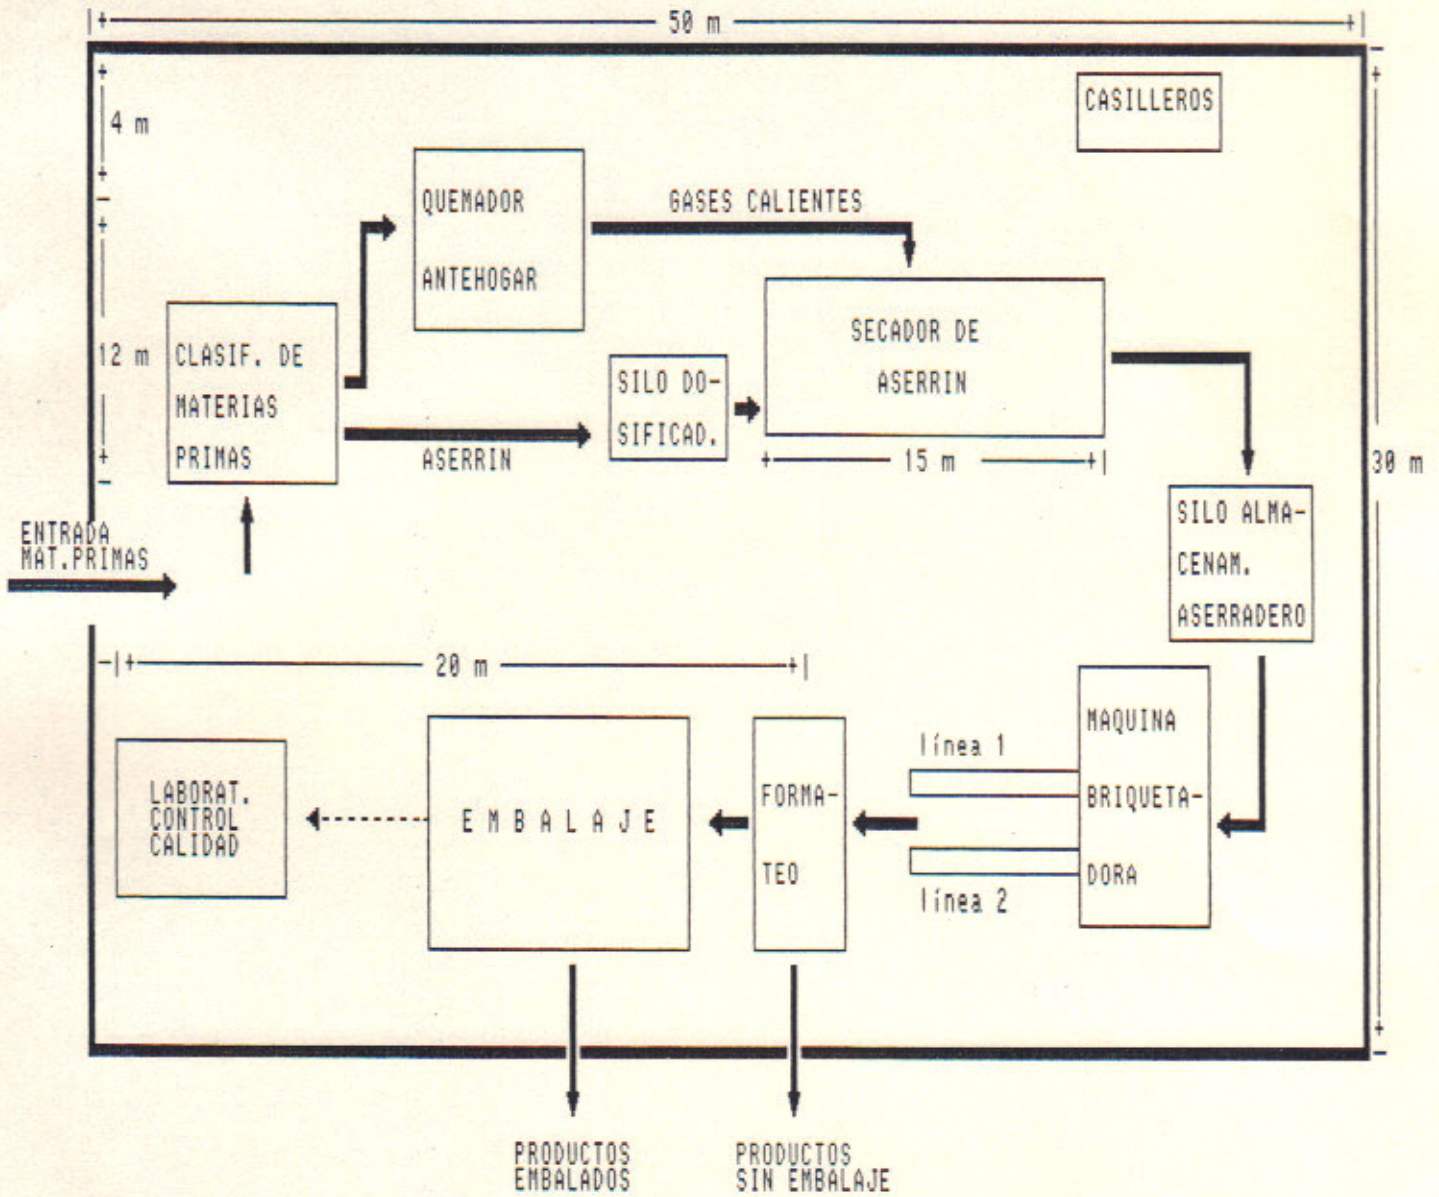 50 m
CASILLEROS
4 m
QUEMADOR
ANTEHOGAR
GASES CALIENTES
12 m
CLASIF. DE
MATERIAS
PRIMAS
SILO DO-
SIFICAD.
SECADOR DE
ASERRIN
ASERRIN
15 m
30 m
ENTRADA
MAT.PRIMAS
SILO ALMA-
CENAM.
ASERRADERO
20 m
LABORAT.
CONTROL
CALIDAD
E M B A L A J E
FORMA-
TEO
línea 1
línea 2
MAQUINA
BRIQUETA-
DORA
PRODUCTOS
EMBALADOS
PRODUCTOS
SIN EMBALAJE